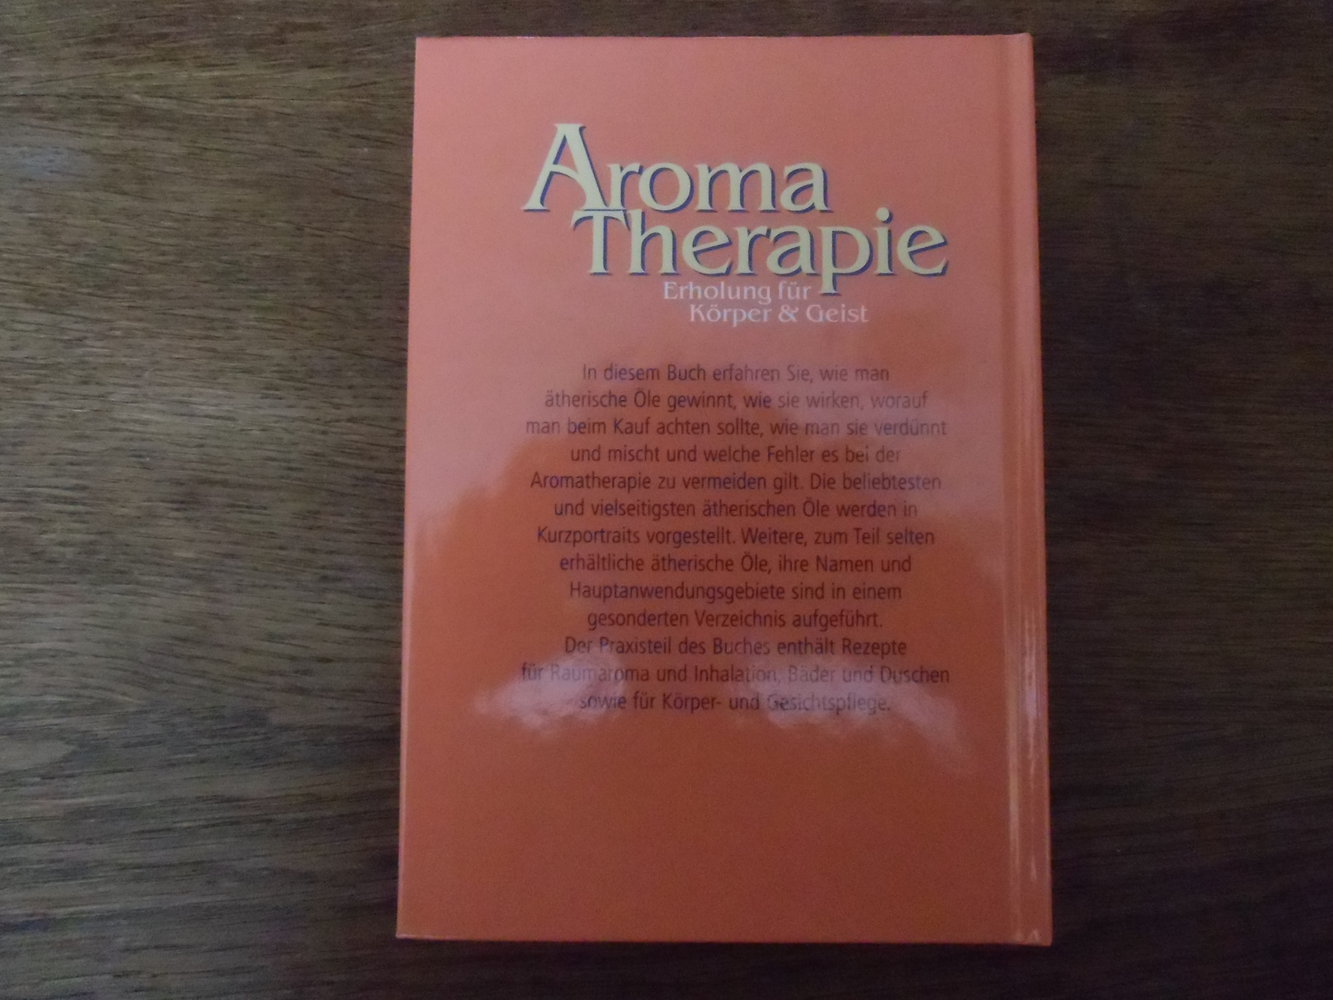 Aroma
Therapie
Erholung für
Körper & Geist
In diesem Buch erfahren Sie, wie man
ätherische Öle gewinnt, wie sie wirken, worauf
man beim Kauf achten sollte, wie man sie verdünnt
und mischt und welche Fehler es bei der
Aromatherapie zu vermeiden gilt. Die beliebtesten
und vielseitigsten ätherischen Öle werden in
Kurzportraits vorgestellt. Weitere, zum Teil selten
erhältliche ätherische Öle, ihre Namen und
Hauptanwendungsgebiete sind in einem
gesonderten Verzeichnis aufgeführt.
Der Praxisteil des Buches enthält Rezepte
für Raumaroma und Inhalation, Bäder und Duschen
sowie für Körper- und Gesichtspflege.